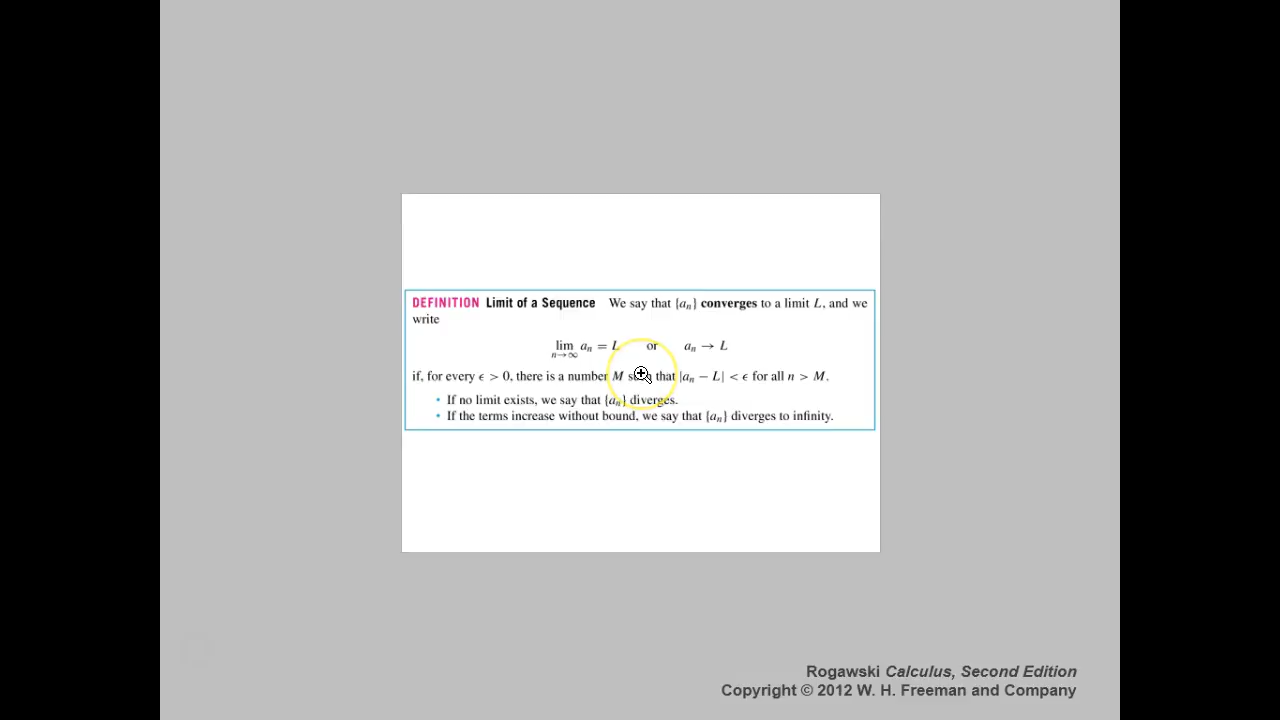 DEFINITION Limit of a Sequence We say that {aₙ} converges to a limit L, and we
write
lim n→∞ aₙ = L or aₙ → L
if, for every ϵ > 0, there is a number M such that |aₙ − L| < ϵ for all n > M.
• If no limit exists, we say that {aₙ} diverges.
• If the terms increase without bound, we say that {aₙ} diverges to infinity.
Rogawski Calculus, Second Edition
Copyright © 2012 W. H. Freeman and Company